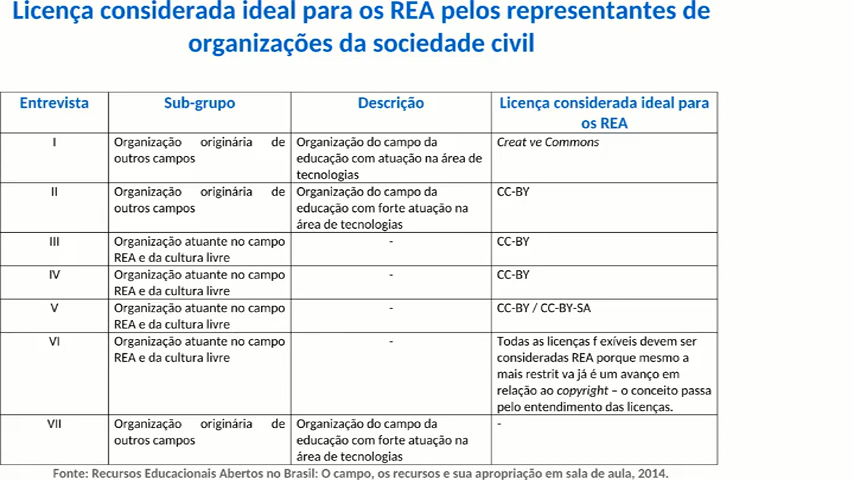 Licença considerada ideal para os REA pelos representantes de
organizações da sociedade civil
Entrevista Sub-grupo Descrição Licença considerada ideal para
os REA
I Organização originária de Organização do campo da Creat ve Commons
outros campos educação com atuação na área de
tecnologias
II Organização originária de Organização do campo da CC-BY
outros campos educação com forte atuação na
área de tecnologias
III Organização atuante no campo - CC-BY
REA e da cultura livre
IV Organização atuante no campo - CC-BY
REA e da cultura livre
V Organização atuante no campo - CC-BY / CC-BY-SA
REA e da cultura livre
VI Organização atuante no campo - Todas as licenças f exíveis devem ser
REA e da cultura livre consideradas REA porque mesmo a
mais restrit va já é um avanço em
relação ao copyright – o conceito passa
pelo entendimento das licenças.
VII Organização originária de Organização do campo da -
outros campos educação com forte atuação na
área de tecnologias
Fonte: Recursos Educacionais Abertos no Brasil: O campo, os recursos e sua apropriação em sala de aula, 2014.